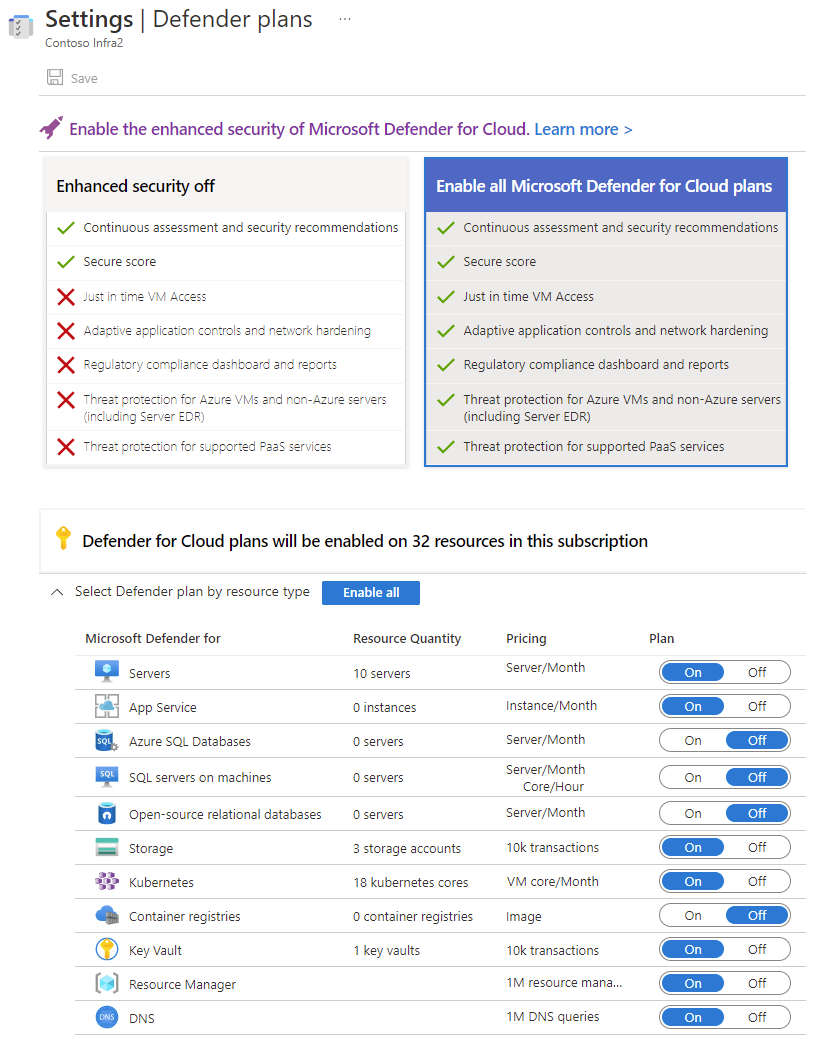 Settings | Defender plans ...
Contoso Infra2
Save
Enable the enhanced security of Microsoft Defender for Cloud. Learn more >
Enhanced security off
Continuous assessment and security recommendations
Secure score
Just in time VM Access
Adaptive application controls and network hardening
Regulatory compliance dashboard and reports
Threat protection for Azure VMs and non-Azure servers
(including Server EDR)
Threat protection for supported PaaS services
Enable all Microsoft Defender for Cloud plans
Continuous assessment and security recommendations
Secure score
Just in time VM Access
Adaptive application controls and network hardening
Regulatory compliance dashboard and reports
Threat protection for Azure VMs and non-Azure servers
(including Server EDR)
Threat protection for supported PaaS services
Defender for Cloud plans will be enabled on 32 resources in this subscription
Select Defender plan by resource type Enable all
Microsoft Defender for Resource Quantity Pricing Plan
Servers 10 servers Server/Month On Off
App Service 0 instances Instance/Month On Off
SQL Azure SQL Databases 0 servers Server/Month On Off
SQL SQL servers on machines 0 servers Server/Month On Off
Core/Hour
Open-source relational databases 0 servers Server/Month On Off
Storage 3 storage accounts 10k transactions On Off
Kubernetes 18 kubernetes cores VM core/Month On Off
Container registries 0 container registries Image On Off
Key Vault 1 key vaults 10k transactions On Off
Resource Manager 1M resource mana... On Off
DNS DNS 1M DNS queries On Off